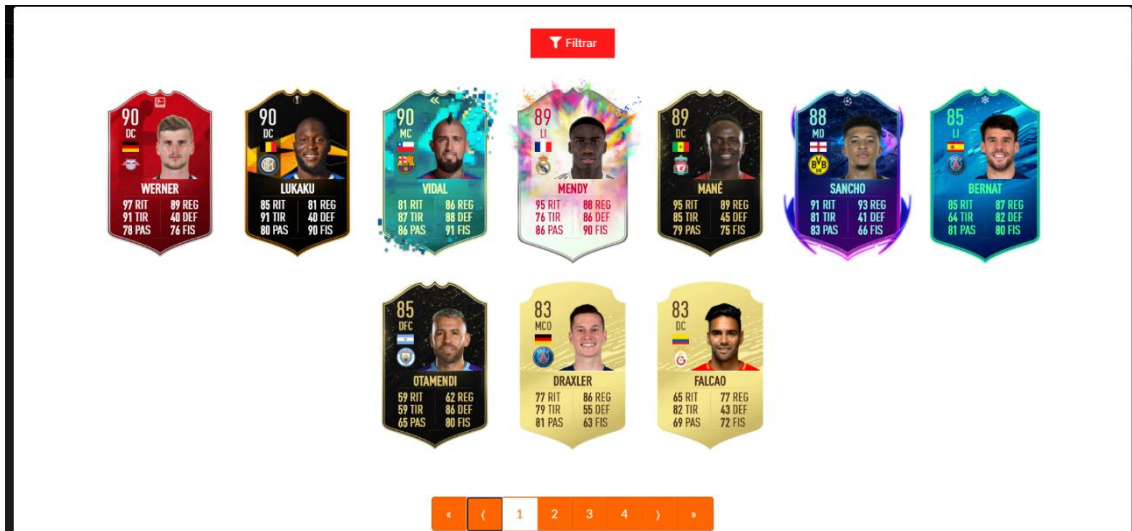 Filtrar
90
DC
WERNER
97 RIT 89 REG
91 TIR 40 DEF
78 PAS 76 FIS
90
DC
LUKAKU
85 RIT 81 REG
91 TIR 40 DEF
80 PAS 90 FIS
90
MC
VIDAL
81 RIT 86 REG
87 TIR 88 DEF
86 PAS 91 FIS
89
LI
MENDY
95 RIT 88 REG
76 TIR 86 DEF
86 PAS 90 FIS
89
DC
MANÉ
95 RIT 89 REG
85 TIR 45 DEF
79 PAS 75 FIS
88
MD
BVB
09
SANCHO
91 RIT 93 REG
81 TIR 41 DEF
83 PAS 66 FIS
85
LI
BERNAT
85 RIT 87 REG
64 TIR 82 DEF
81 PAS 80 FIS
85
DFC
OTAMENDI
59 RIT 62 REG
59 TIR 86 DEF
65 PAS 80 FIS
83
MCO
DRAXLER
77 RIT 86 REG
79 TIR 55 DEF
81 PAS 63 FIS
83
DC
FALCAO
65 RIT 77 REG
82 TIR 43 DEF
69 PAS 72 FIS
« ⟨ 1 2 3 4 ⟩ »